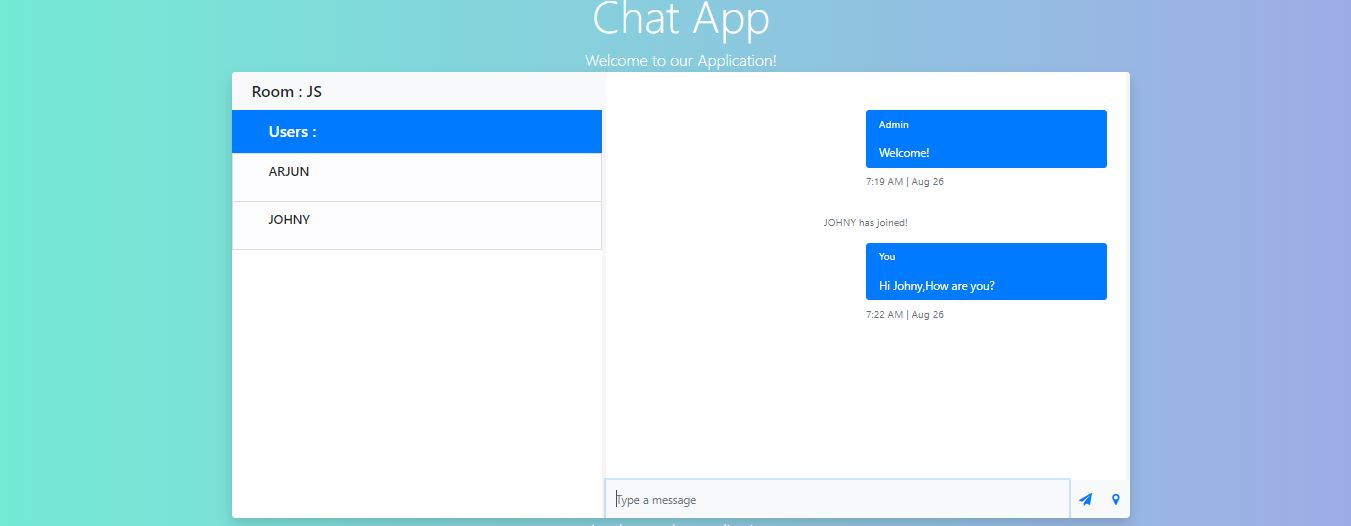 Chat App
Welcome to our Application!
Room : JS
Users :
ARJUN
JOHNY
Admin
Welcome!
7:19 AM | Aug 26
JOHNY has joined!
You
Hi Johny,How are you?
7:22 AM | Aug 26
Type a message